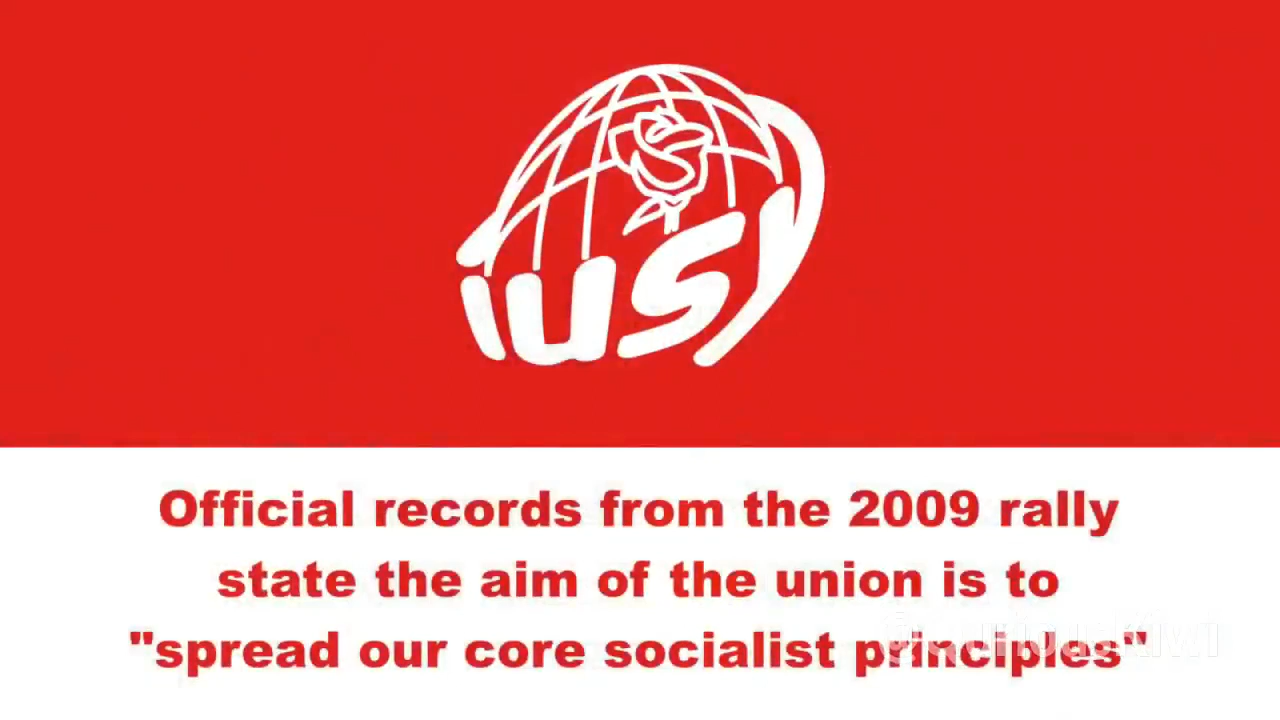 iusy
Official records from the 2009 rally
state the aim of the union is to
"spread our core socialist principles"
@CuriousKiwi